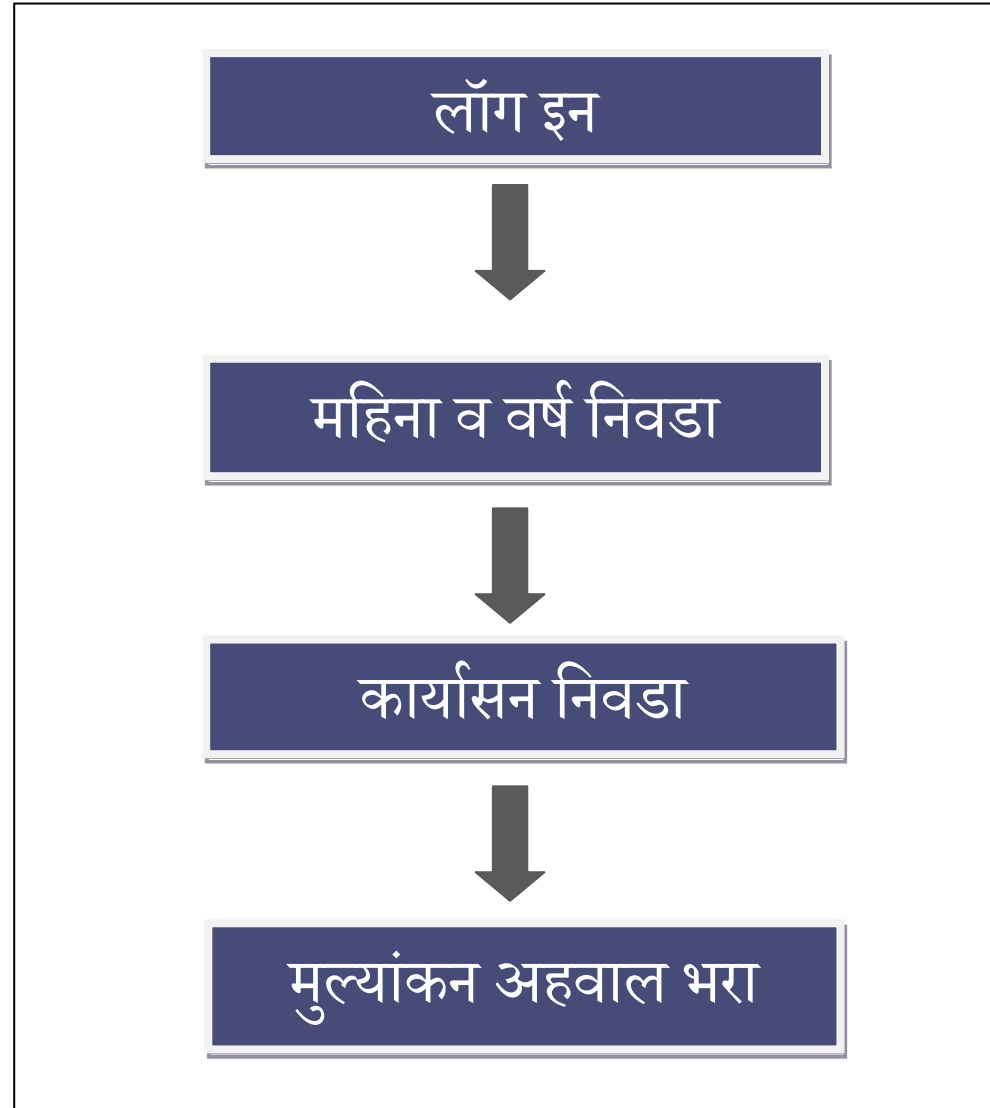 लॉग इन
महिना व वर्ष निवडा
कार्यासन निवडा
मुल्यांकन अहवाल भरा